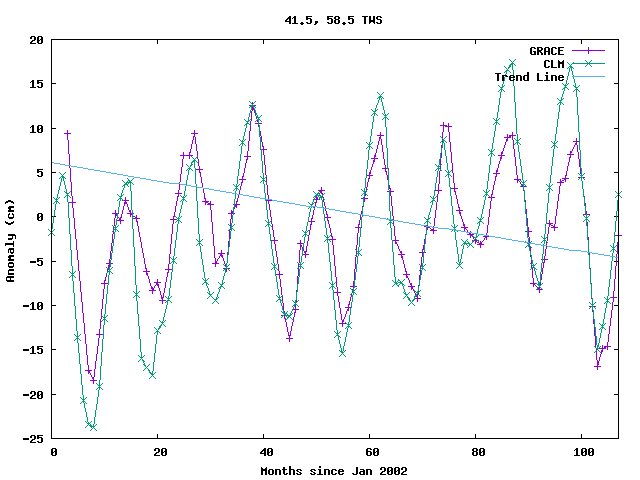 41.5, 58.5 TWS
GRACE
CLM
Trend Line
20
15
10
5
0
-5
-10
-15
-20
-25
Anomaly (cm)
0 20 40 60 80 100
Months since Jan 2002